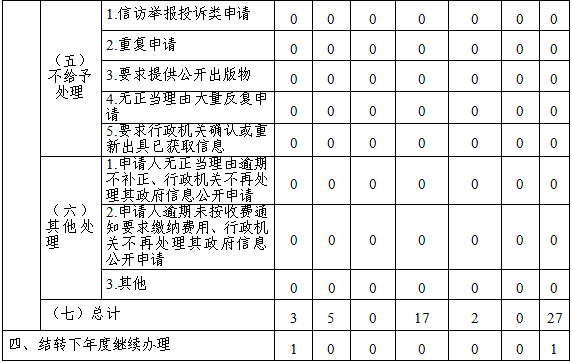 1.信访举报投诉类申请 0 0 0 0 0 0 0
（五）
不给予
处理
2.重复申请 0 0 0 0 0 0 0
3.要求提供公开出版物 0 0 0 0 0 0 0
4.无正当理由大量反复申
请 0 0 0 0 0 0 0
5.要求行政机关确认或重
新出具已获取信息 0 0 0 0 0 0 0
（六）
其他处
理
1.申请人无正当理由逾期
不补正、行政机关不再处理
其政府信息公开申请 0 0 0 0 0 0 0
2.申请人逾期未按收费通
知要求缴纳费用、行政机
关不再处理其政府信息
公开申请 0 0 0 0 0 0 0
3.其他 0 0 0 0 0 0 0
（七）总计 3 5 0 17 2 0 27
四、结转下年度继续办理 1 0 0 0 0 0 1